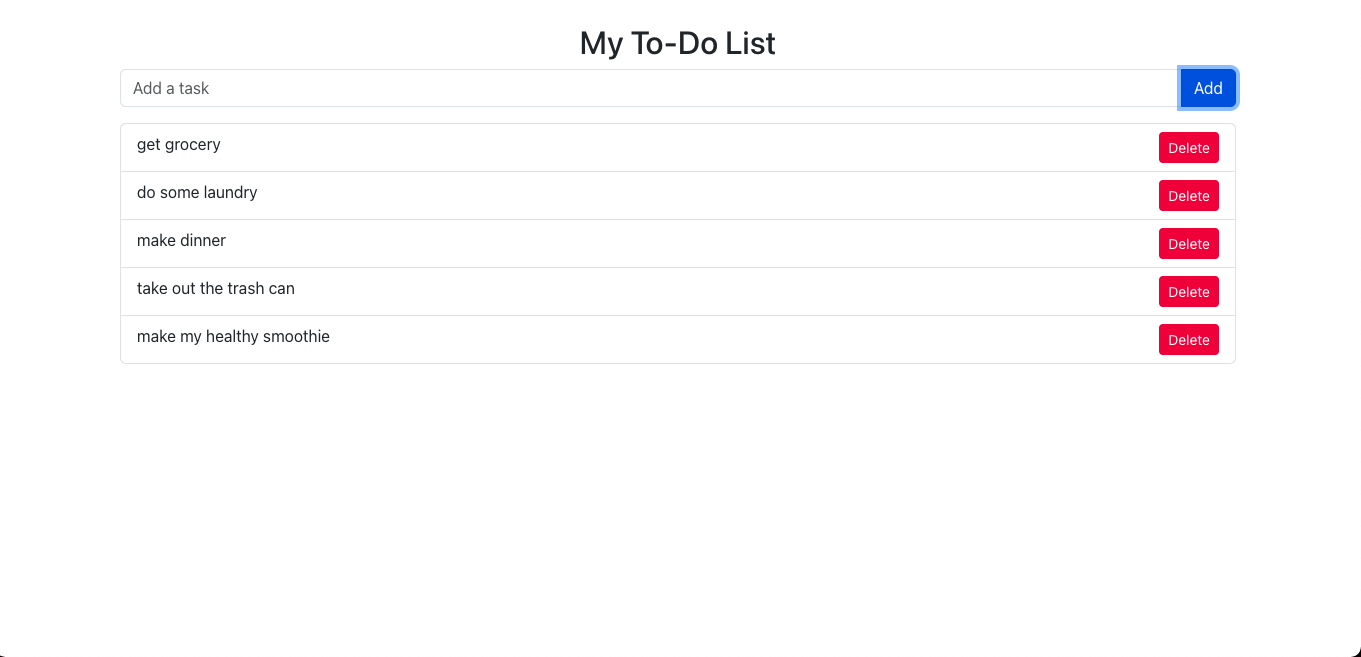 My To-Do List
Add a task Add
get grocery Delete
do some laundry Delete
make dinner Delete
take out the trash can Delete
make my healthy smoothie Delete